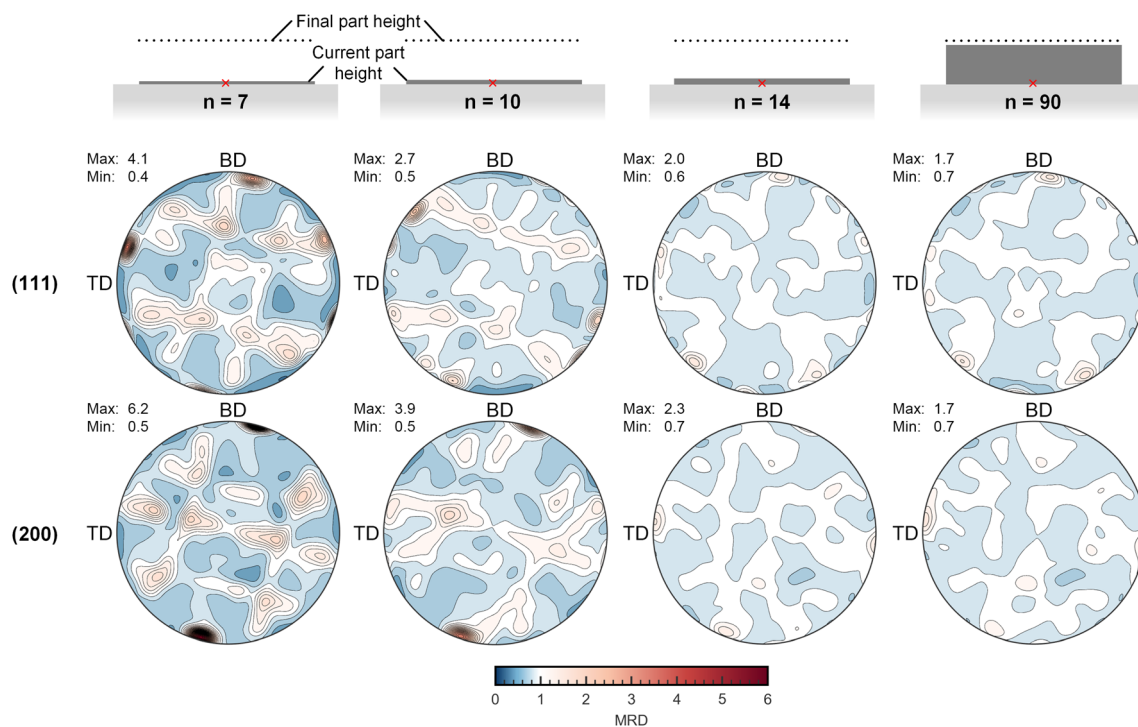 Final part height
Current part
height
n = 7
n = 10
n = 14
n = 90
Max: 4.1
Min: 0.4
BD
Max: 2.7
Min: 0.5
BD
Max: 2.0
Min: 0.6
BD
Max: 1.7
Min: 0.7
BD
(111)
TD
TD
TD
TD
Max: 6.2
Min: 0.5
BD
Max: 3.9
Min: 0.5
BD
Max: 2.3
Min: 0.7
BD
Max: 1.7
Min: 0.7
BD
(200)
TD
TD
TD
TD
0 1 2 3 4 5 6
MRD